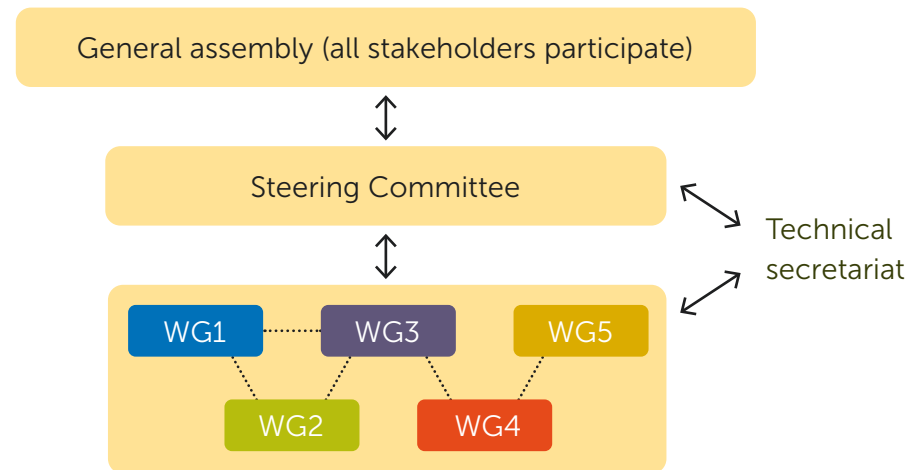 General assembly (all stakeholders participate)
Steering Committee
Technical
secretariat
WG1
WG3
WG5
WG2
WG4